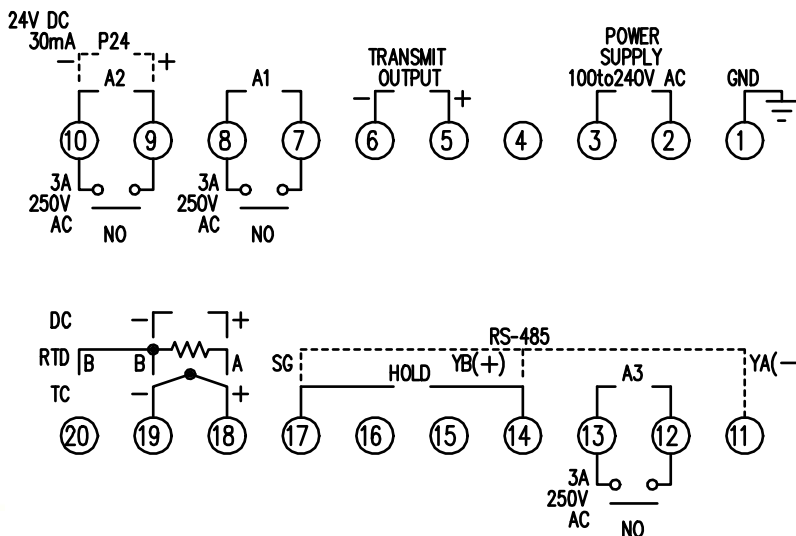 24V DC
30mA P24
− +
A2
A1
TRANSMIT
OUTPUT
− +
POWER
SUPPLY
100to240V AC
GND
10 9 8 7 6 5 4 3 2 1
3A
250V
AC
NO
3A
250V
AC
NO
DC − +
RTD B B A
TC − +
RS-485
SG YB(+) YA(−
HOLD
A3
20 19 18 17 16 15 14 13 12 11
3A
250V
AC
NO